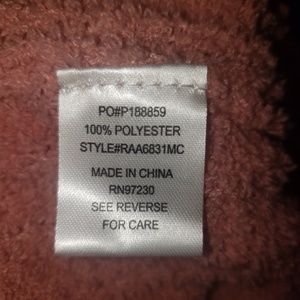 PO#P188859
100% POLYESTER
STYLE#RAA6831MC
MADE IN CHINA
RN97230
SEE REVERSE
FOR CARE